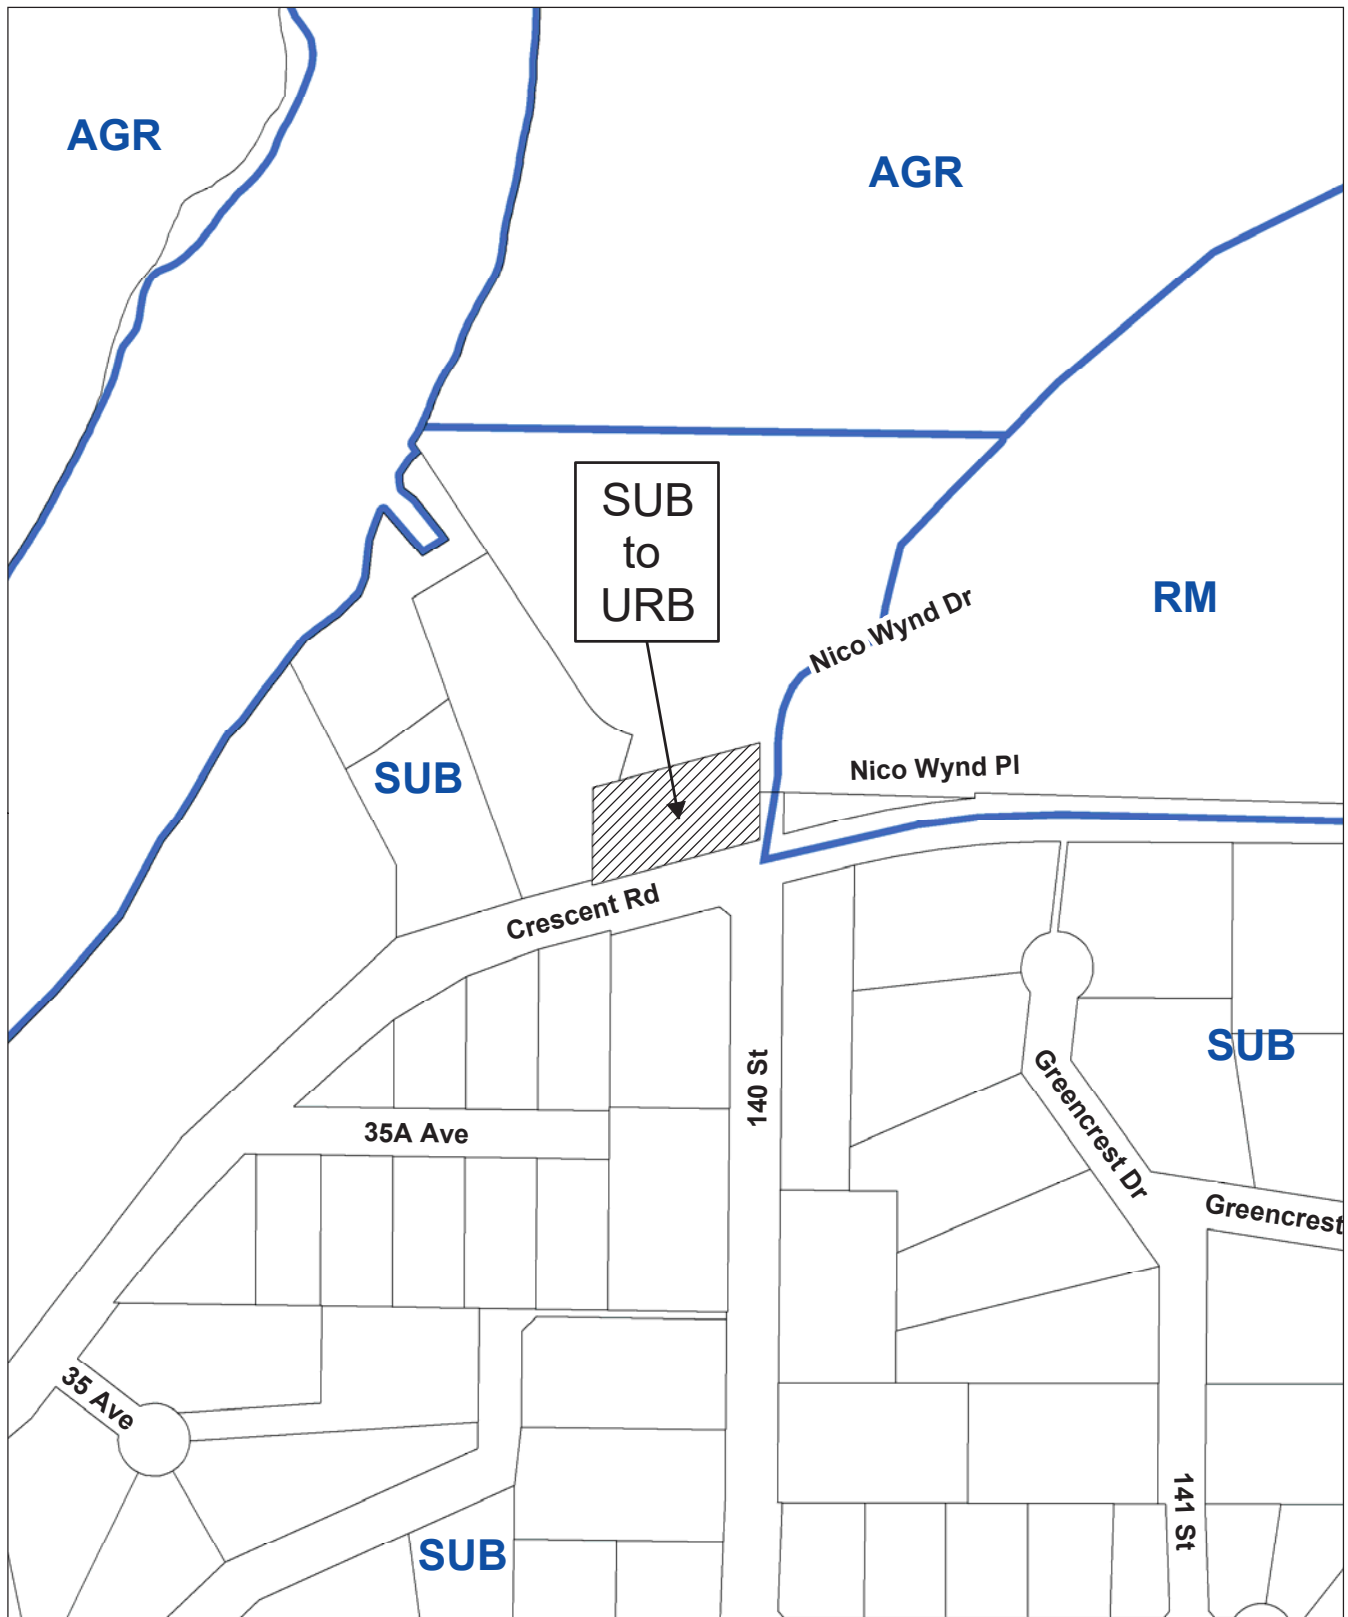 AGR
AGR
SUB
to
URB
RM
Nico Wynd Dr
Nico Wynd Pl
SUB
Crescent Rd
SUB
140 St
Greencrest Dr
35A Ave
Greencrest
35 Ave
141 St
SUB